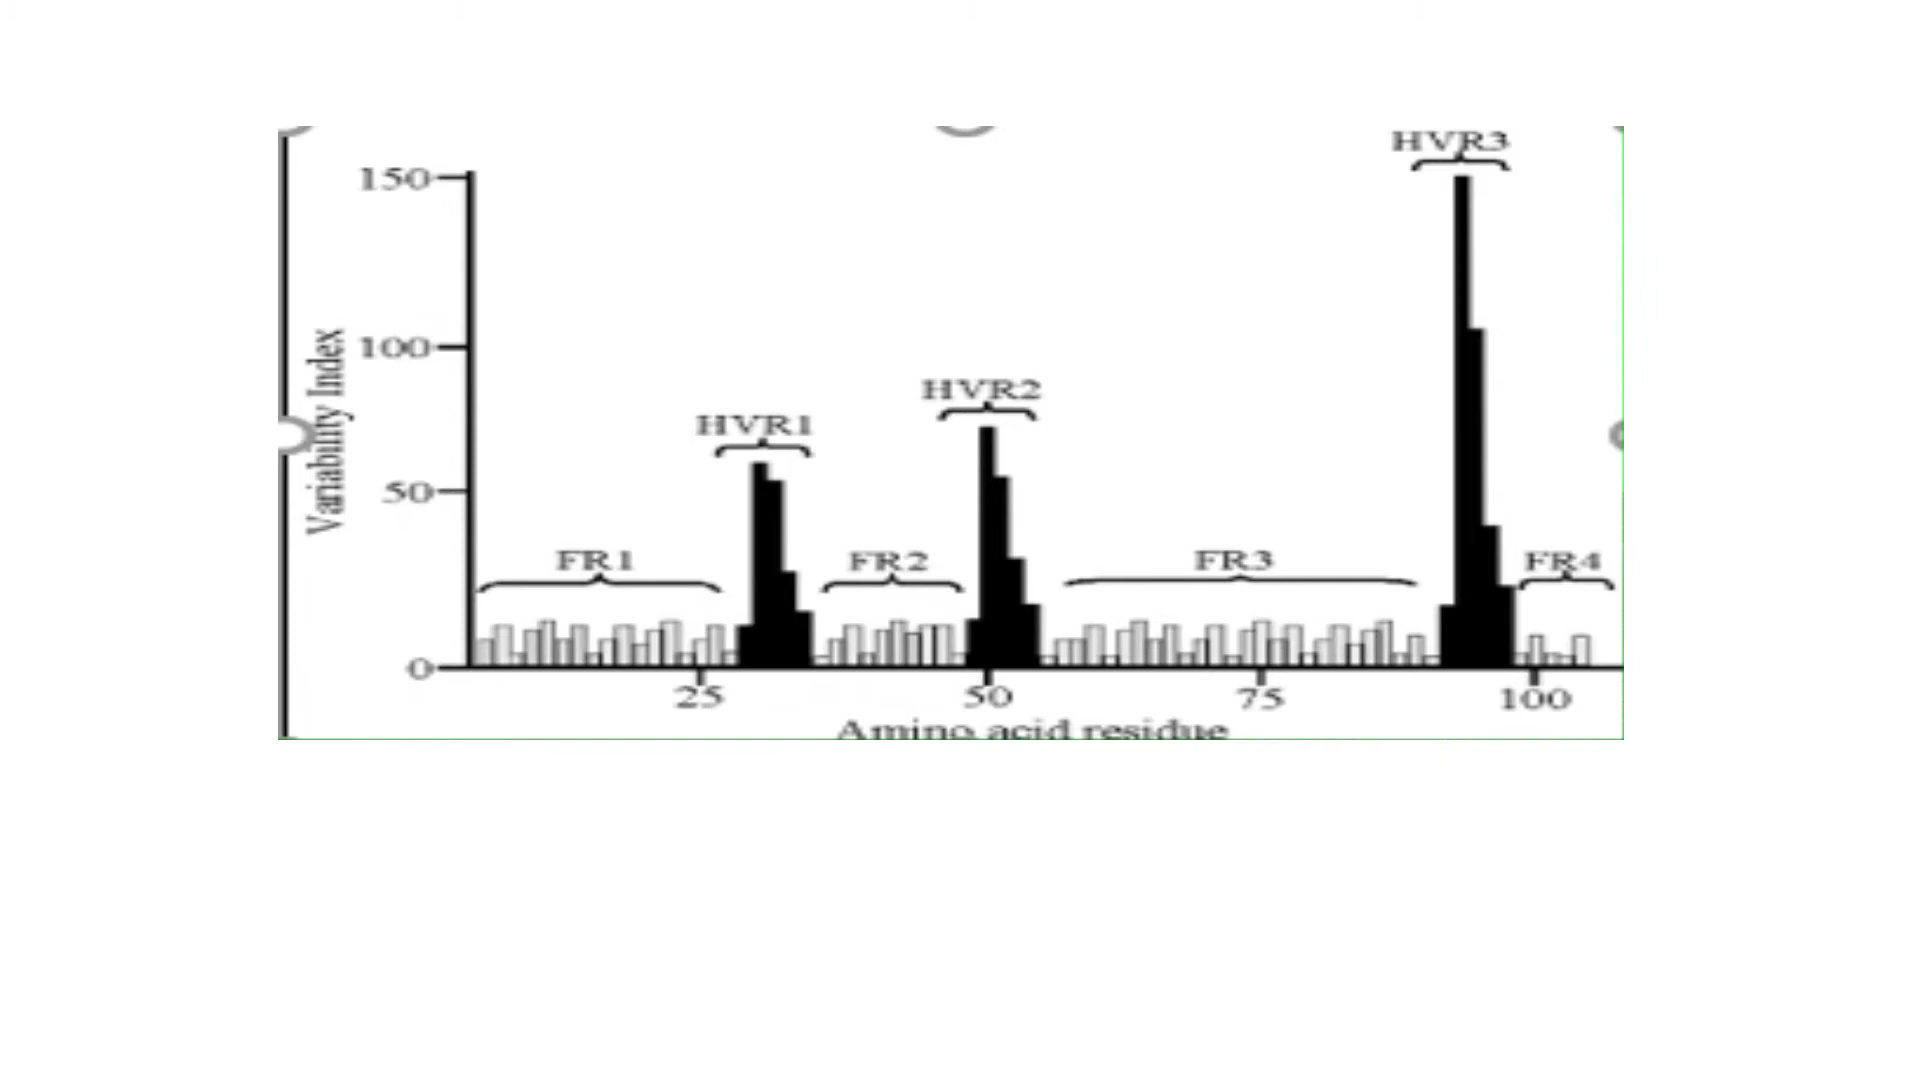 HVR3
150
100
HVR2
HVR1
50
FR1
FR2
FR3
FR4
0
25
50
75
100
Variability Index
Amino acid residue